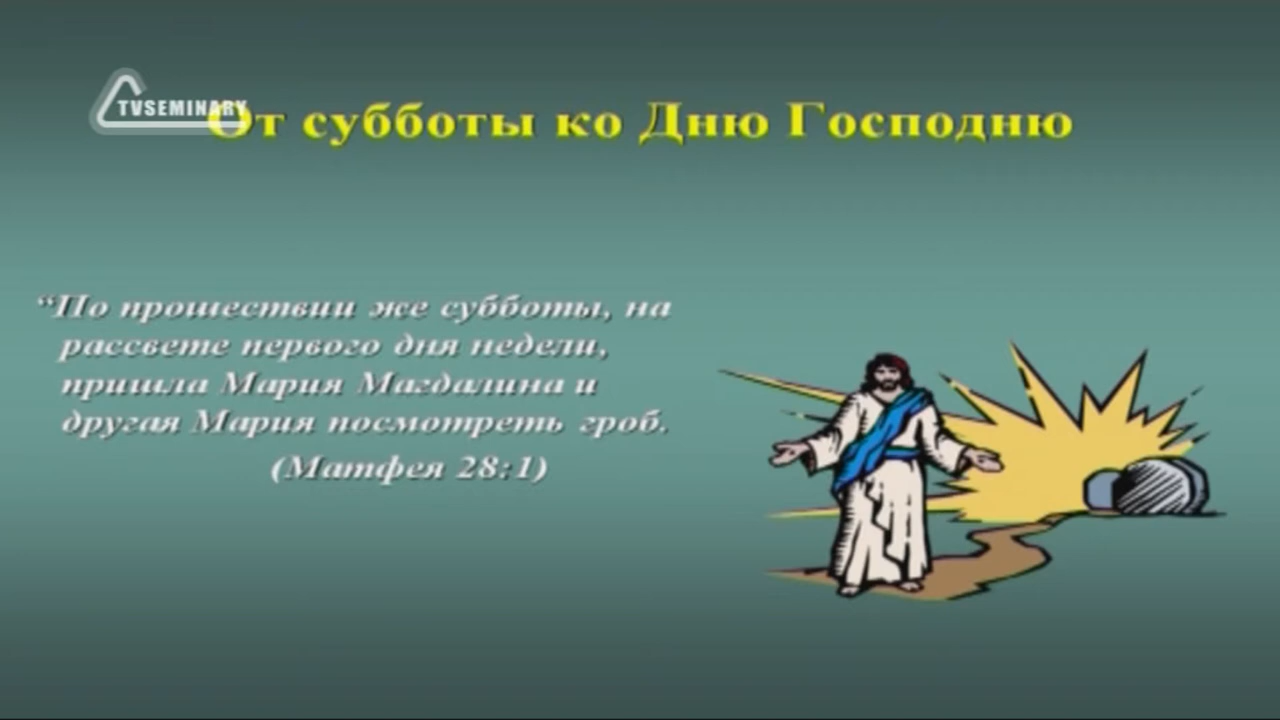 TVSEMINARY
От субботы ко Дню Господню
“По прошествии же субботы, на
рассвете первого дня недели,
пришла Мария Магдалина и
другая Мария посмотреть гроб.
(Матфея 28:1)